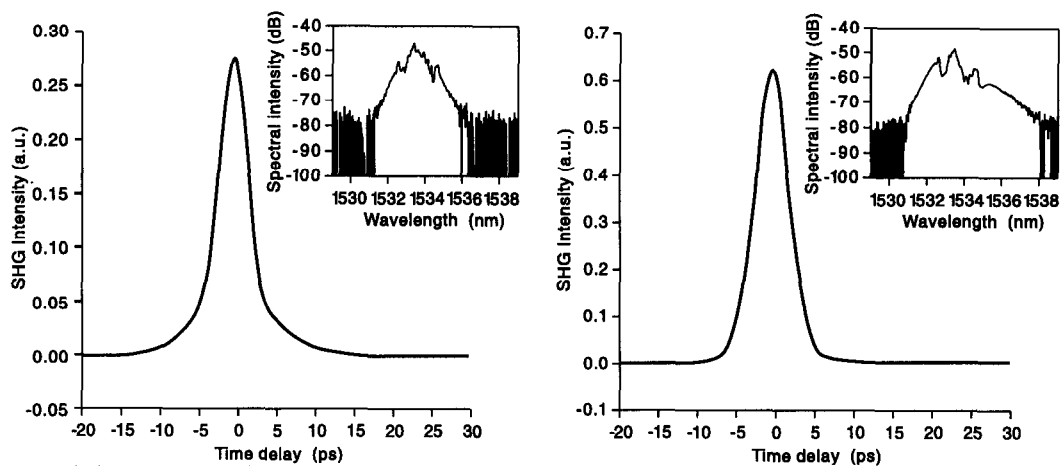 0.30
0.25
0.20
0.15
0.10
0.05
0.00
-0.05
SHG Intensity (a.u.)
-20 -15 -10 -5 0 5 10 15 20 25 30
Time delay (ps)
-40
-50
-60
-70
-80
-90
-100
Spectral intensity (dB)
1530 1532 1534 1536 1538
Wavelength (nm)
0.7
0.6
0.5
0.4
0.3
0.2
0.1
0.0
-0.1
SHG Intensity (a.u.)
-20 -15 -10 -5 0 5 10 15 20 25 30
Time delay (ps)
-40
-50
-60
-70
-80
-90
-100
Spectral intensity (dB)
1530 1532 1534 1536 1538
Wavelength (nm)